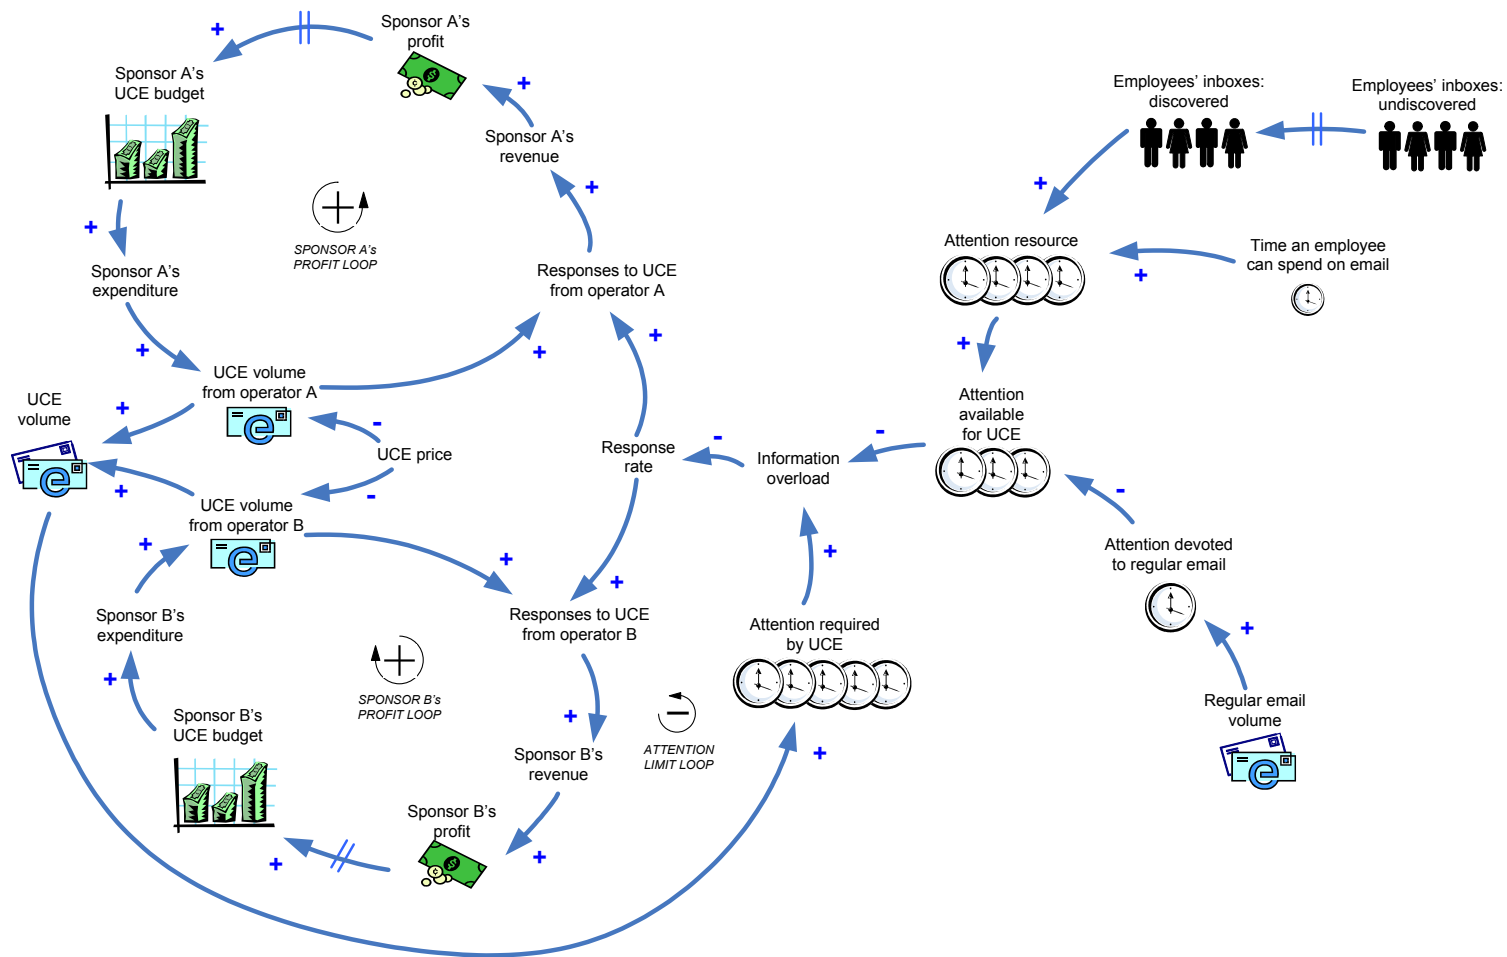 Sponsor A's
profit
Sponsor A's
UCE budget
Sponsor A's
revenue
Employees' inboxes:
discovered
Employees' inboxes:
undiscovered
SPONSOR A's
PROFIT LOOP
Sponsor A's
expenditure
Responses to UCE
from operator A
Attention resource
Time an employee
can spend on email
UCE volume
from operator A
UCE
volume
UCE price
Response
rate
Information
overload
Attention
available
for UCE
UCE volume
from operator B
Attention devoted
to regular email
Sponsor B's
expenditure
Responses to UCE
from operator B
Attention required
by UCE
SPONSOR B's
PROFIT LOOP
Sponsor B's
UCE budget
Sponsor B's
revenue
ATTENTION
LIMIT LOOP
Regular email
volume
Sponsor B's
profit